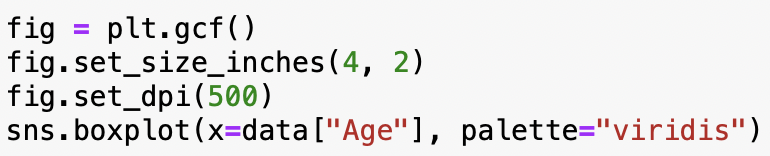 fig = plt.gcf()
fig.set_size_inches(4, 2)
fig.set_dpi(500)
sns.boxplot(x=data["Age"], palette="viridis")